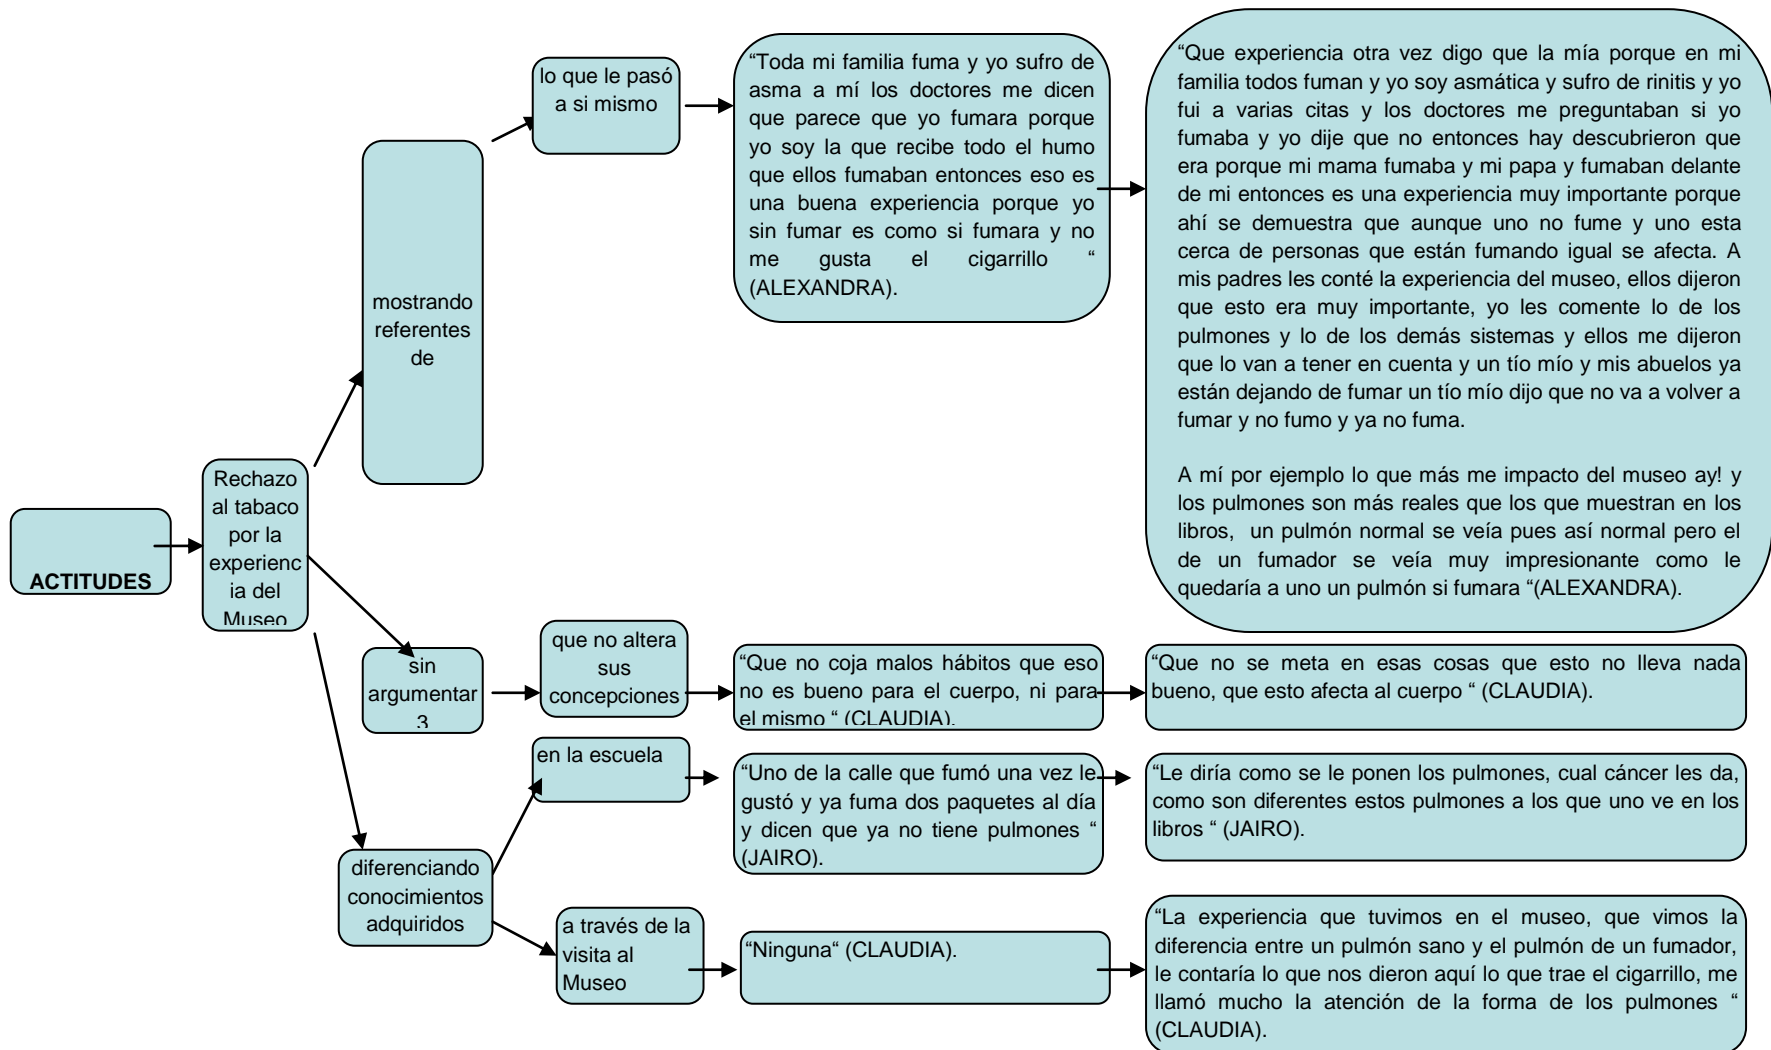 ACTITUDES
Rechazo
al tabaco
por la
experienc
ia del
Museo
mostrando
referentes
de
lo que le pasó
a si mismo
“Toda mi familia fuma y yo sufro de
asma a mí los doctores me dicen
que parece que yo fumara porque
yo soy la que recibe todo el humo
que ellos fumaban entonces eso es
una buena experiencia porque yo
sin fumar es como si fumara y no
me gusta el cigarrillo “
(ALEXANDRA).
“Que experiencia otra vez digo que la mía porque en mi
familia todos fuman y yo soy asmática y sufro de rinitis y yo
fui a varias citas y los doctores me preguntaban si yo
fumaba y yo dije que no entonces hay descubrieron que
era porque mi mama fumaba y mi papa y fumaban delante
de mi entonces es una experiencia muy importante porque
ahí se demuestra que aunque uno no fume y uno esta
cerca de personas que están fumando igual se afecta. A
mis padres les conté la experiencia del museo, ellos dijeron
que esto era muy importante, yo les comente lo de los
pulmones y lo de los demás sistemas y ellos me dijeron
que lo van a tener en cuenta y un tío mío y mis abuelos ya
están dejando de fumar un tío mío dijo que no va a volver a
fumar y no fumo y ya no fuma.
A mí por ejemplo lo que más me impacto del museo ay! y
los pulmones son más reales que los que muestran en los
libros, un pulmón normal se veía pues así normal pero el
de un fumador se veía muy impresionante como le
quedaría a uno un pulmón si fumara “(ALEXANDRA).
sin
argumentar
3
que no altera
sus
concepciones
“Que no coja malos hábitos que eso
no es bueno para el cuerpo, ni para
el mismo “ (CLAUDIA).
“Que no se meta en esas cosas que esto no lleva nada
bueno, que esto afecta al cuerpo “ (CLAUDIA).
diferenciando
conocimientos
adquiridos
en la escuela
“Uno de la calle que fumó una vez le
gustó y ya fuma dos paquetes al día
y dicen que ya no tiene pulmones “
(JAIRO).
“Le diría como se le ponen los pulmones, cual cáncer les da,
como son diferentes estos pulmones a los que uno ve en los
libros “ (JAIRO).
a través de la
visita al
Museo
“Ninguna“ (CLAUDIA).
“La experiencia que tuvimos en el museo, que vimos la
diferencia entre un pulmón sano y el pulmón de un fumador,
le contaría lo que nos dieron aquí lo que trae el cigarrillo, me
llamó mucho la atención de la forma de los pulmones “
(CLAUDIA).